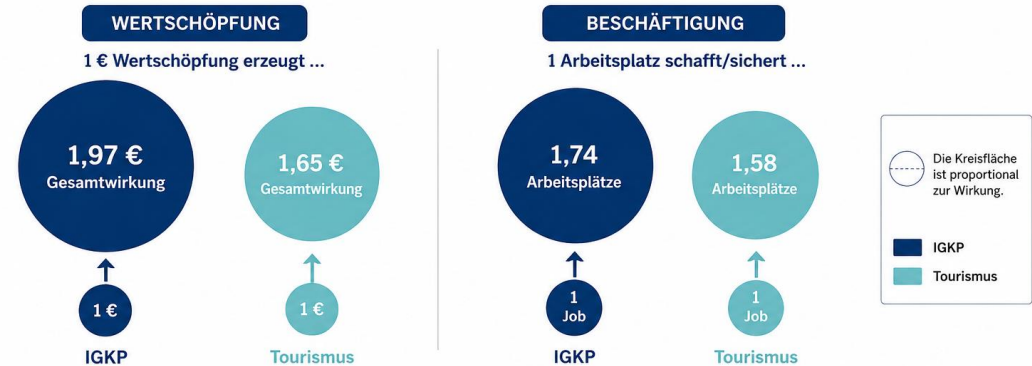 WERTSCHÖPFUNG
1 € Wertschöpfung erzeugt ...
1,97 €
Gesamtwirkung
1,65 €
Gesamtwirkung
1 €
1 €
IGKP
Tourismus
BESCHÄFTIGUNG
1 Arbeitsplatz schafft/sichert ...
1,74
Arbeitsplätze
1,58
Arbeitsplätze
1
Job
1
Job
IGKP
Tourismus
Die Kreisfläche
ist proportional
zur Wirkung.
IGKP
Tourismus